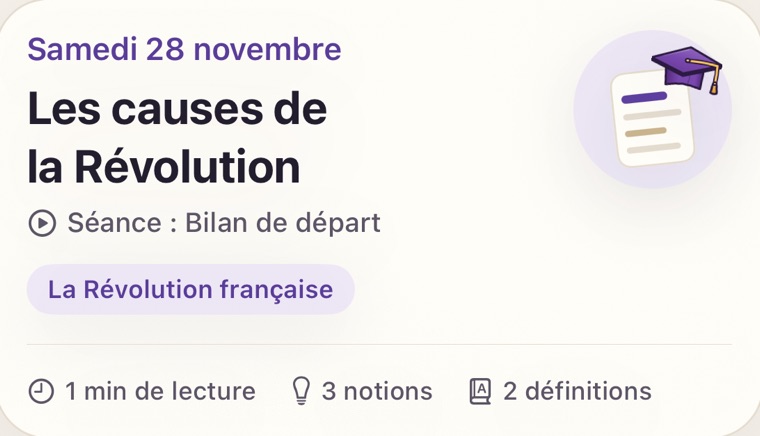 Samedi 28 novembre
Les causes de
la Révolution
Séance : Bilan de départ
La Révolution française
1 min de lecture
3 notions
A
2 définitions